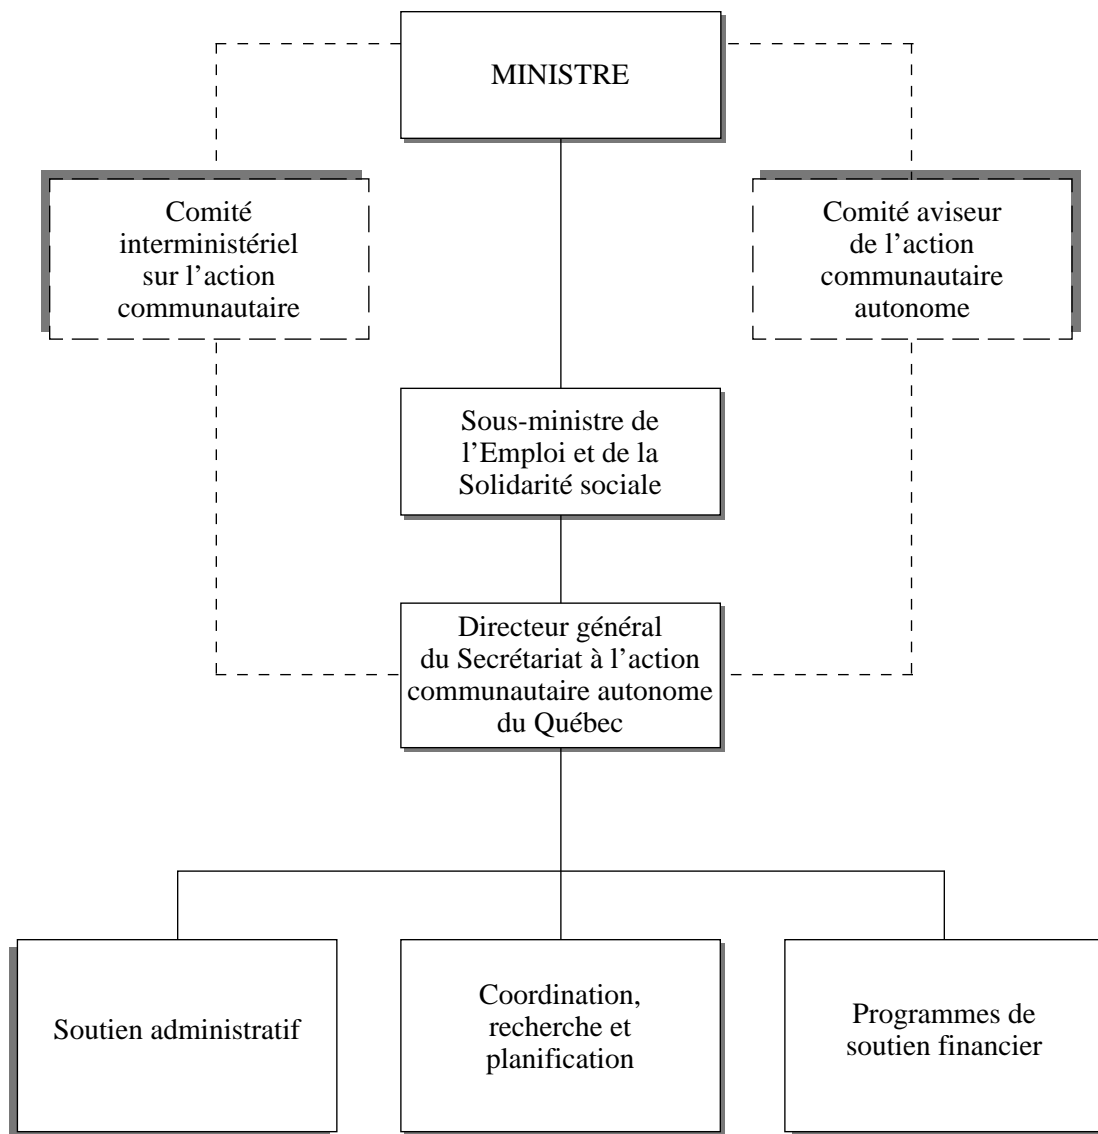 MINISTRE
Comité
interministériel
sur l’action
communautaire
Comité aviseur
de l’action
communautaire
autonome
Sous-ministre de
l’Emploi et de la
Solidarité sociale
Directeur général
du Secrétariat à l’action
communautaire autonome
du Québec
Soutien administratif
Coordination,
recherche et
planification
Programmes de
soutien financier